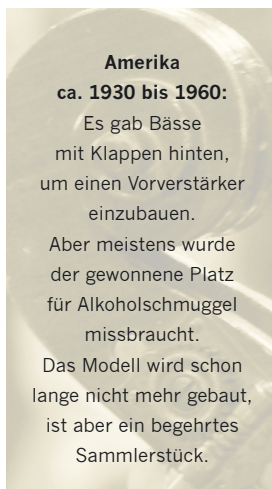 Amerika
ca. 1930 bis 1960:
Es gab Bässe
mit Klappen hinten,
um einen Vorverstärker
einzubauen.
Aber meistens wurde
der gewonnene Platz
für Alkoholschmuggel
missbraucht.
Das Modell wird schon
lange nicht mehr gebaut,
ist aber ein begehrtes
Sammlerstück.